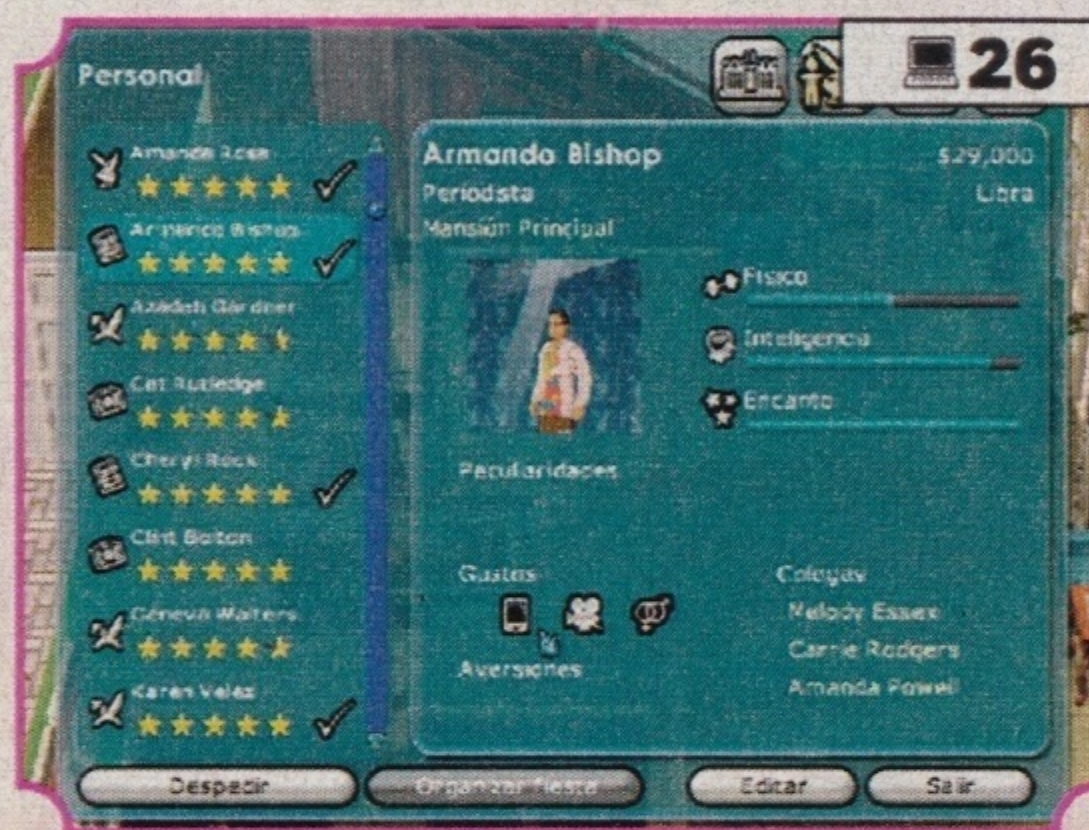 26
Personal
Amanda Rose
Armando Bishop
Azadeh Gardner
Cat Rutledge
Cheryl Rock
Clint Bolton
Geneva Walters
Karen Velez
Armando Bishop
$29,000
Periodista
Libra
Mansión Principal
Físico
Inteligencia
Encanto
Peculiaridades
Gustos
Colegas
Melody Essex
Carrie Rodgers
Aversiones
Amanda Powell
Despedir
Organizar fiesta
Editar
Salir